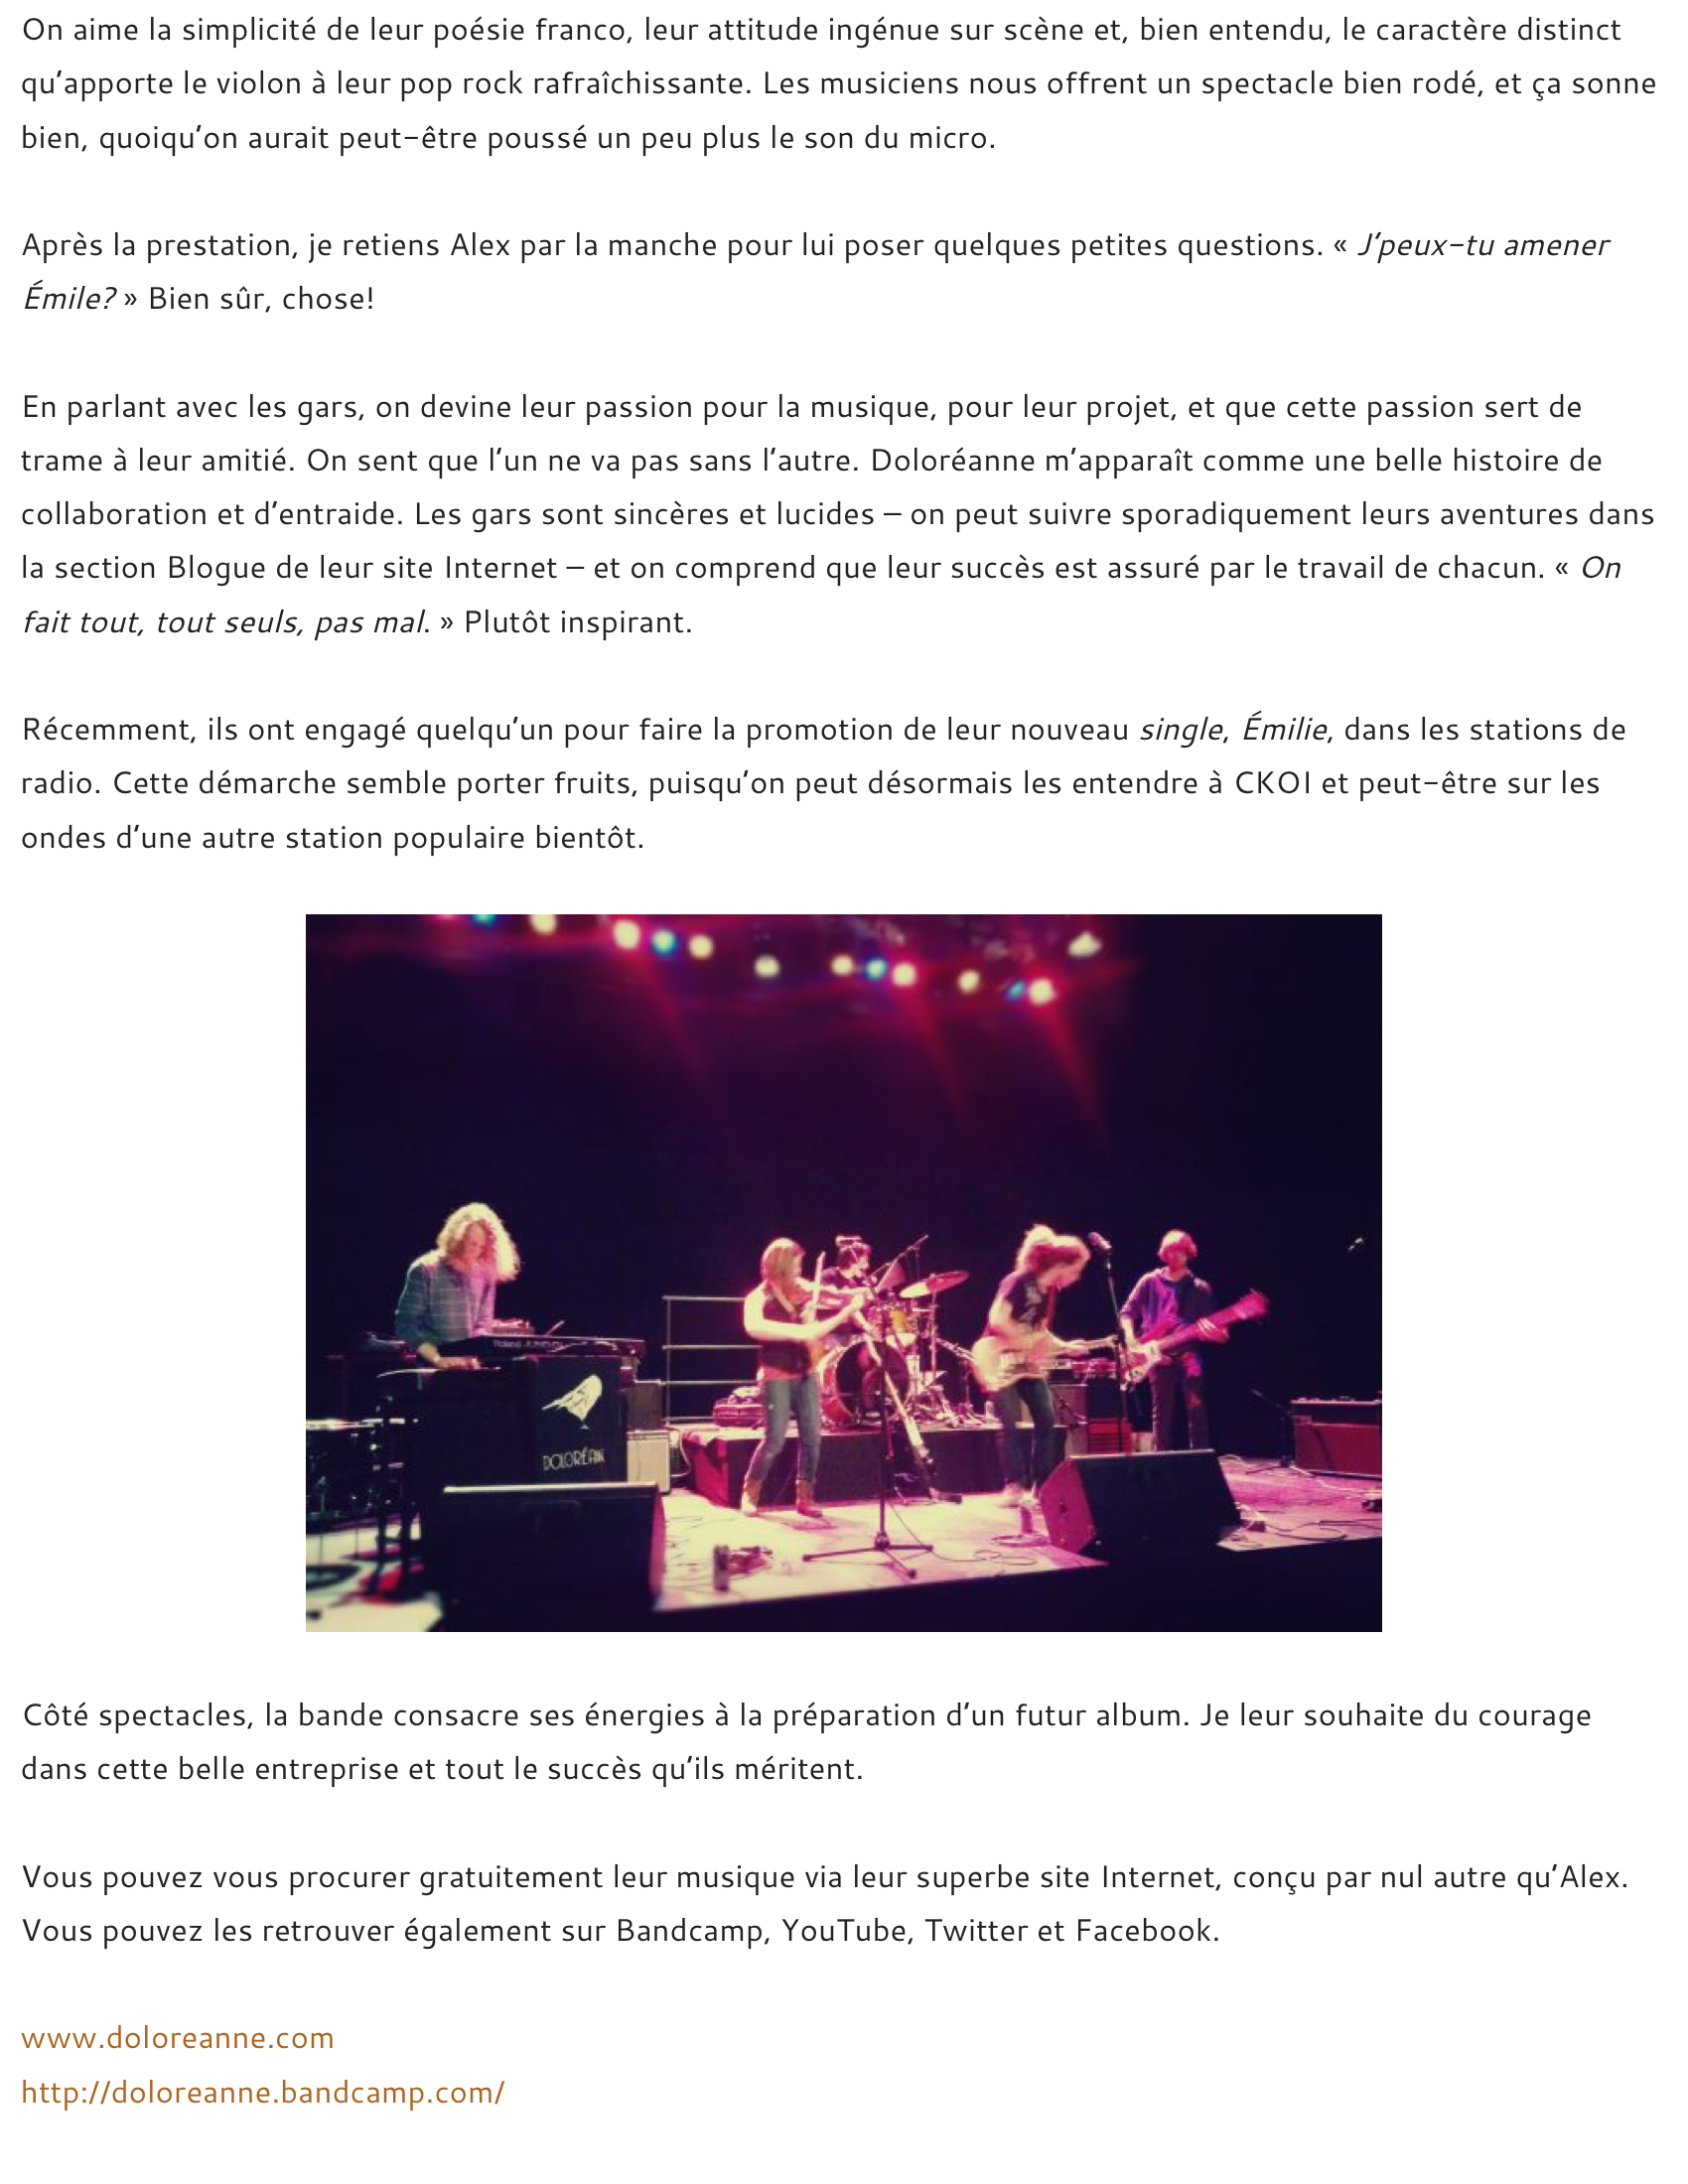 On aime la simplicité de leur poésie franco, leur attitude ingénue sur scène et, bien entendu, le caractère distinct
qu’apporte le violon à leur pop rock rafraîchissante. Les musiciens nous offrent un spectacle bien rodé, et ça sonne
bien, quoiqu’on aurait peut-être poussé un peu plus le son du micro.
Après la prestation, je retiens Alex par la manche pour lui poser quelques petites questions. « J’peux-tu amener
Émile? » Bien sûr, chose!
En parlant avec les gars, on devine leur passion pour la musique, pour leur projet, et que cette passion sert de
trame à leur amitié. On sent que l’un ne va pas sans l’autre. Doloréanne m’apparaît comme une belle histoire de
collaboration et d’entraide. Les gars sont sincères et lucides – on peut suivre sporadiquement leurs aventures dans
la section Blogue de leur site Internet – et on comprend que leur succès est assuré par le travail de chacun. « On
fait tout, tout seuls, pas mal. » Plutôt inspirant.
Récemment, ils ont engagé quelqu’un pour faire la promotion de leur nouveau single, Émilie, dans les stations de
radio. Cette démarche semble porter fruits, puisqu’on peut désormais les entendre à CKOI et peut-être sur les
ondes d’une autre station populaire bientôt.
Côté spectacles, la bande consacre ses énergies à la préparation d’un futur album. Je leur souhaite du courage
dans cette belle entreprise et tout le succès qu’ils méritent.
Vous pouvez vous procurer gratuitement leur musique via leur superbe site Internet, conçu par nul autre qu’Alex.
Vous pouvez les retrouver également sur Bandcamp, YouTube, Twitter et Facebook.
www.doloreanne.com
http://doloreanne.bandcamp.com/